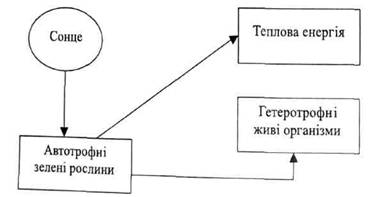 Сонце
Теплова енергія
Гетеротрофні
живі організми
Автотрофні
зелені рослини